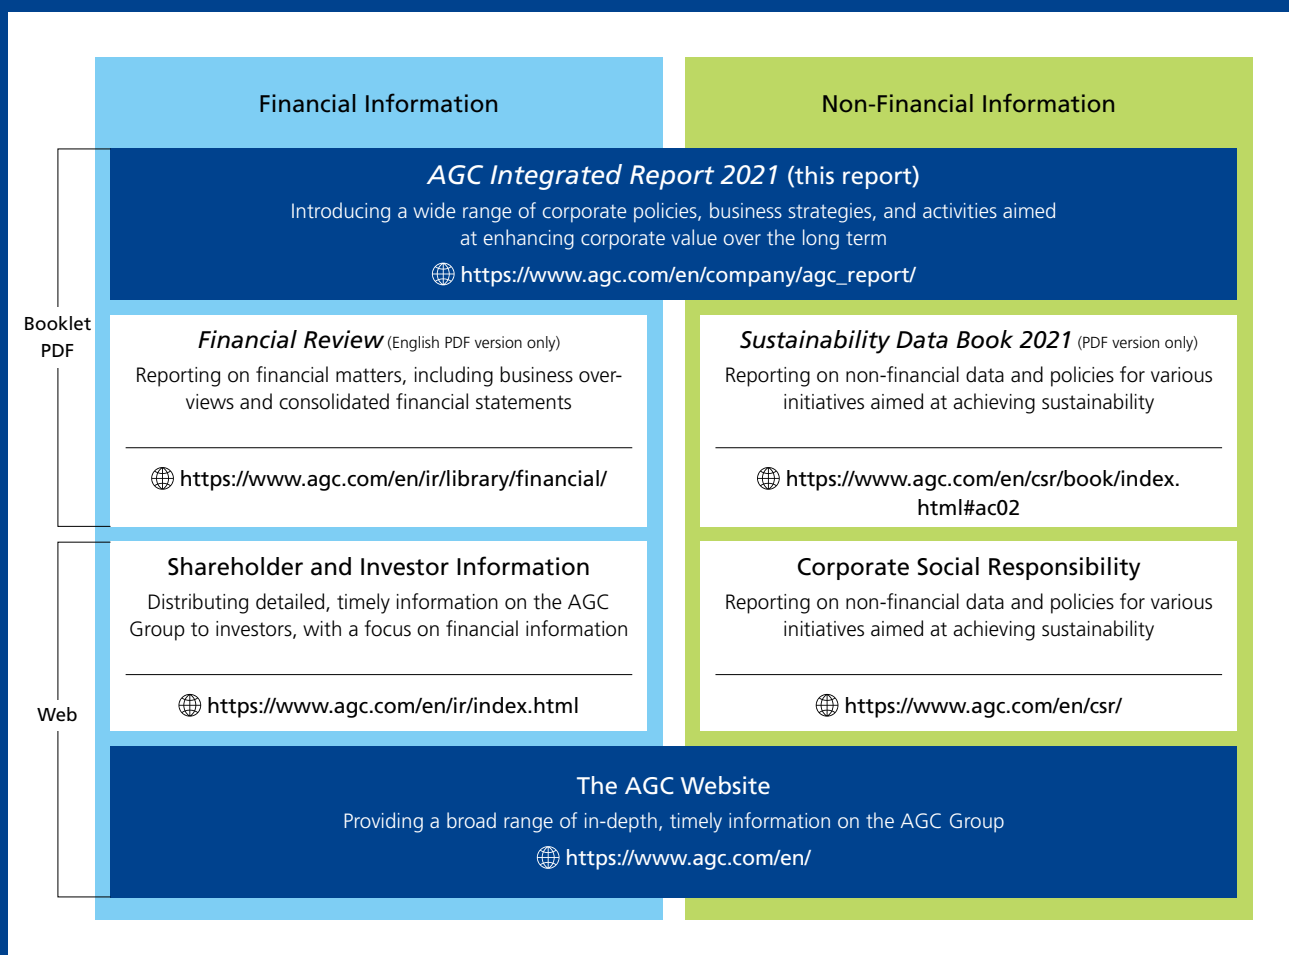 Financial Information
Non-Financial Information
Booklet
PDF
AGC Integrated Report 2021 (this report)
Introducing a wide range of corporate policies, business strategies, and activities aimed
at enhancing corporate value over the long term
https://www.agc.com/en/company/agc_report/
Financial Review (English PDF version only)
Reporting on financial matters, including business over-
views and consolidated financial statements
https://www.agc.com/en/ir/library/financial/
Sustainability Data Book 2021 (PDF version only)
Reporting on non-financial data and policies for various
initiatives aimed at achieving sustainability
https://www.agc.com/en/csr/book/index.
html#ac02
Web
Shareholder and Investor Information
Distributing detailed, timely information on the AGC
Group to investors, with a focus on financial information
https://www.agc.com/en/ir/index.html
Corporate Social Responsibility
Reporting on non-financial data and policies for various
initiatives aimed at achieving sustainability
https://www.agc.com/en/csr/
The AGC Website
Providing a broad range of in-depth, timely information on the AGC Group
https://www.agc.com/en/